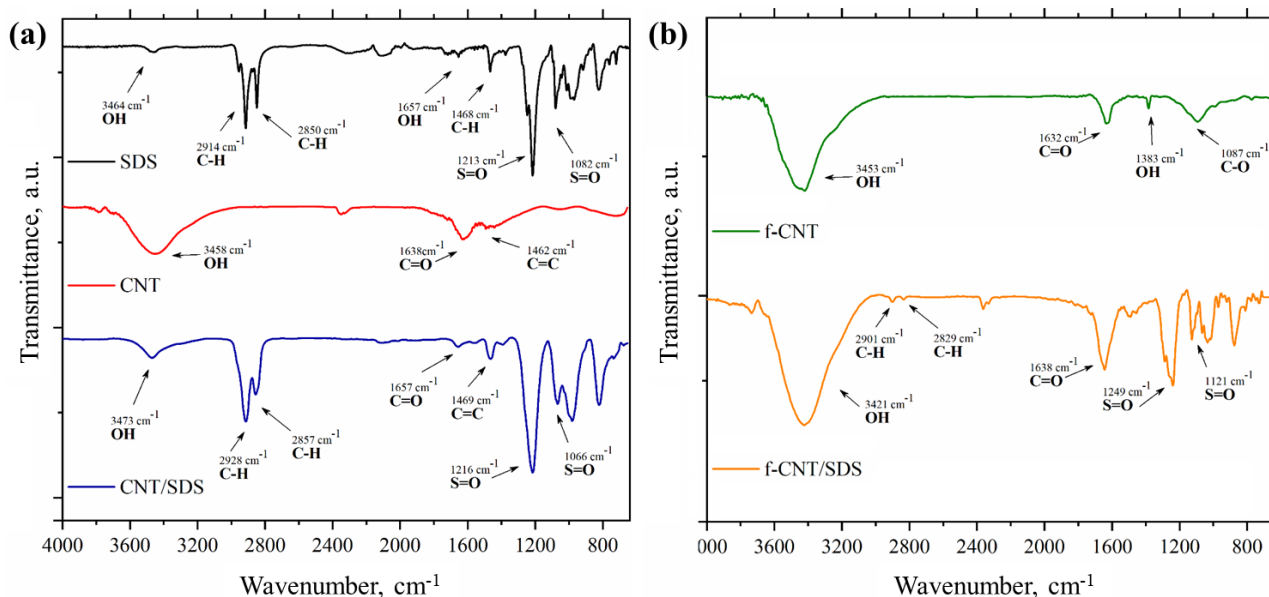 (a)
3464 cm-1
OH
2914 cm-1
C-H
2850 cm-1
C-H
1657 cm-1
OH
1468 cm-1
C-H
1213 cm-1
S=O
1082 cm-1
S=O
SDS
3458 cm-1
OH
1638cm-1
C=O
1462 cm-1
C=C
CNT
3473 cm-1
OH
2928 cm-1
C-H
2857 cm-1
C-H
1657 cm-1
C=O
1469 cm-1
C=C
1216 cm-1
S=O
1066 cm-1
S=O
CNT/SDS
Transmittance, a.u.
4000 3200 2400 1600 800
Wavenumber, cm-1
(b)
3453 cm-1
OH
1632 cm-1
C=O
1383 cm-1
OH
1087 cm-1
C-O
f-CNT
2901 cm-1
C-H
2829 cm-1
C-H
3421 cm-1
OH
1638 cm-1
C=O
1249 cm-1
S=O
1121 cm-1
S=O
f-CNT/SDS
Transmittance, a.u.
000 3600 3200 2800 2400 1600 1200 800
Wavenumber, cm-1